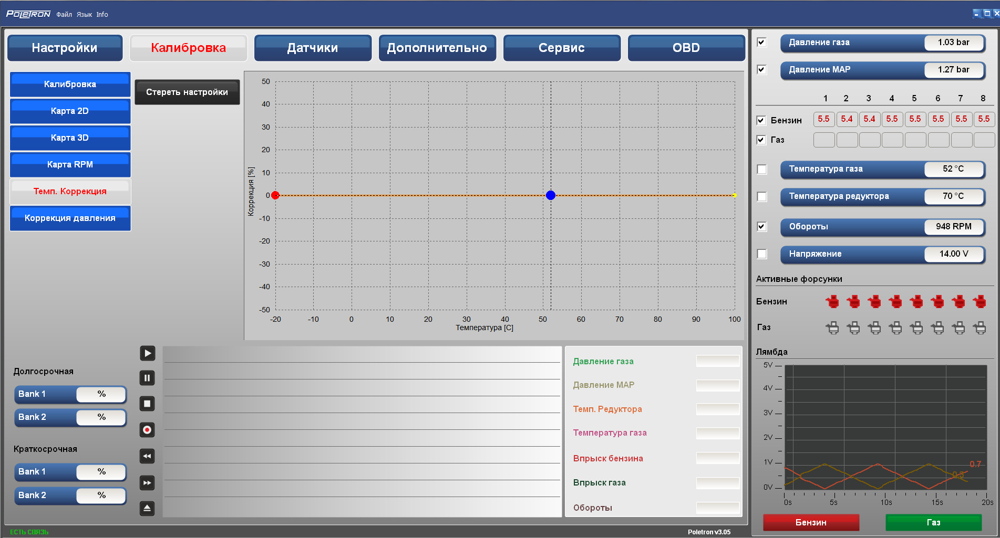 POLETRON Файл Язык Info
Настройки Калибровка Датчики Дополнительно Сервис OBD
Калибровка
Карта 2D
Карта 3D
Карта RPM
Темп. Коррекция
Коррекция давления
Стереть настройки
50
40
30
20
10
0
-10
-20
-30
-40
-50
Коррекция [%]
-20 -10 0 10 20 30 40 50 60 70 80 90 100
Температура [C]
Долгосрочная
Bank 1 %
Bank 2 %
Краткосрочная
Bank 1 %
Bank 2 %
Давление газа
Давление MAP
Темп. Редуктора
Температура газа
Впрыск бензина
Впрыск газа
Обороты
Давление газа 1.03 bar
Давление MAP 1.27 bar
1 2 3 4 5 6 7 8
Бензин 5.5 5.4 5.4 5.5 5.5 5.5 5.5 5.5
Газ
Температура газа 52 °C
Температура редуктора 70 °C
Обороты 948 RPM
Напряжение 14.00 V
Активные форсунки
Бензин
Газ
Лямбда
5V
4V
3V
2V
1V
0V
0.7
0.3
0s 5s 10s 15s 20s
Бензин Газ
ЕСТЬ СВЯЗЬ
Poletron v3.05